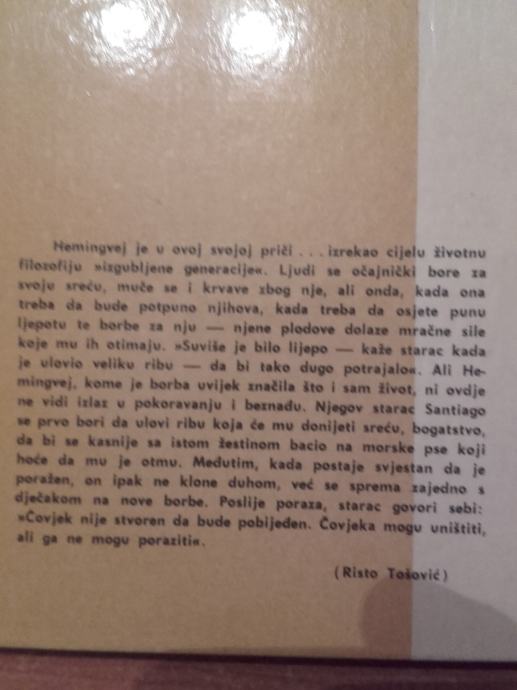 Hemingvej je u ovoj svojoj priči . . . izrekao cijelu životnu
filozofiju »izgubljene generacije«. Ljudi se očajnički bore za
svoju sreću, muče se i krvave zbog nje, ali onda, kada ona
treba da bude potpuno njihova, kada treba da osjete punu
ljepotu te borbe za nju — njene plodove dolaze mračne sile
koje mu ih otimaju. »Suviše je bilo lijepo — kaže starac kada
je ulovio veliku ribu — da bi tako dugo potrajalo«. Ali He-
mingvej, kome je borba uvijek značila što i sam život, ni ovdje
ne vidi izlaz u pokoravanju i beznađu. Njegov starac Santiago
se prvo bori da ulovi ribu koja će mu donijeti sreću, bogatstvo,
da bi se kasnije sa istom žestinom bacio na morske pse koji
hoće da mu je otmu. Međutim, kada postaje svjestan da je
poražen, on ipak ne klone duhom, već se sprema zajedno s
dječakom na nove borbe. Poslije poraza, starac govori sebi:
»Čovjek nije stvoren da bude pobijeđen. Čovjeka mogu uništiti,
ali ga ne mogu poraziti«.
(Risto Tošović)